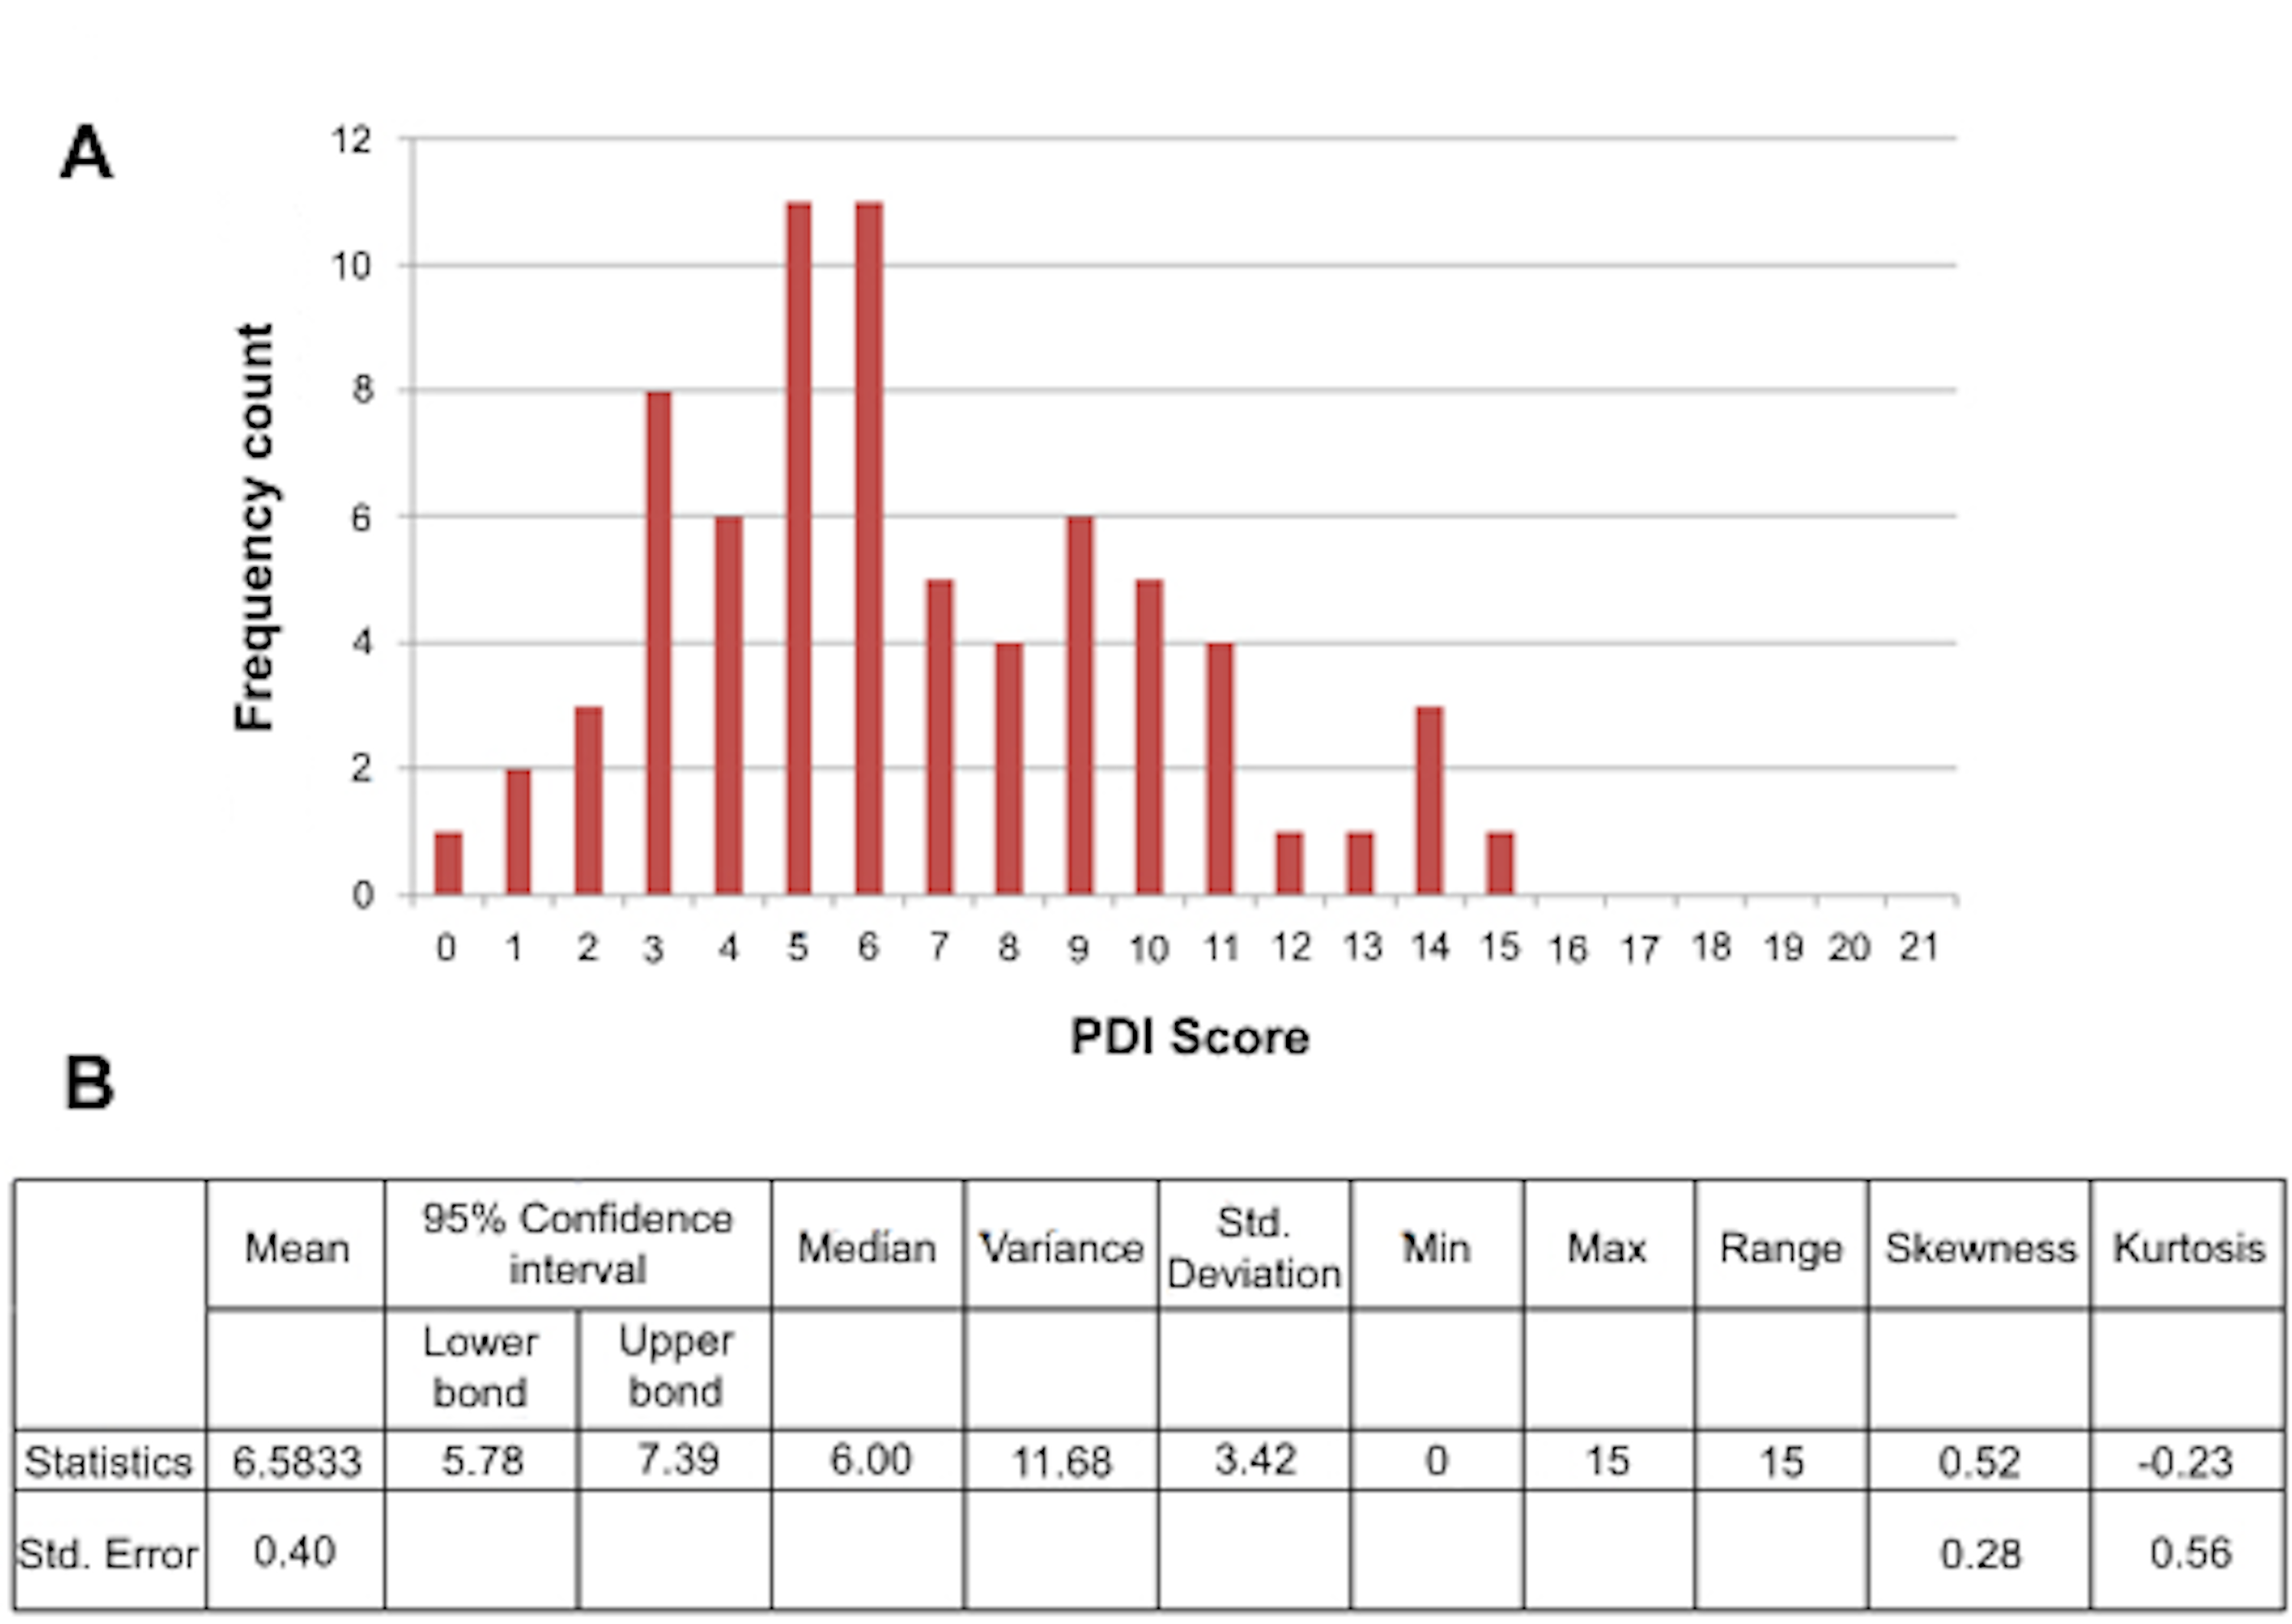 A
12
10
8
6
4
2
0
Frequency count
0 1 2 3 4 5 6 7 8 9 10 11 12 13 14 15 16 17 18 19 20 21
PDI Score
B
Mean 95% Confidence interval Median Variance Std. Deviation Min Max Range Skewness Kurtosis
Lower bond Upper bond
Statistics 6.5833 5.78 7.39 6.00 11.68 3.42 0 15 15 0.52 -0.23
Std. Error 0.40 0.28 0.56